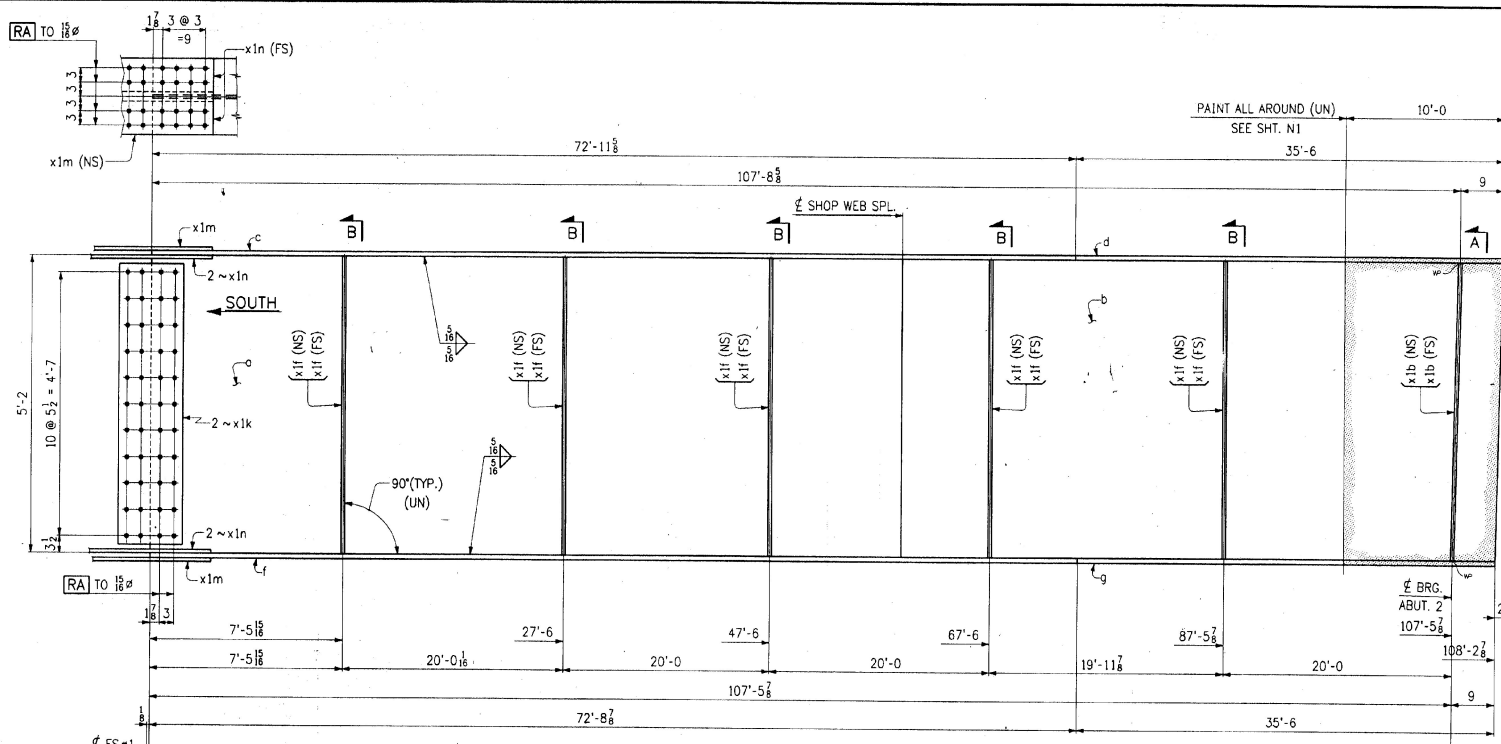 1 7/8 3 @ 3
=9
RA TO 15/16 ø
x1n (FS)
3 3 3 3
x1m (NS)
PAINT ALL AROUND (UN)
SEE SHT. N1
10'-0
72'-11 5/8
35'-6
107'-8 5/8
9
℄ SHOP WEB SPL.
B
B
B
B
B
A
x1m
c
d
WP
2 ~ x1n
SOUTH
b
5/16
5/16
a
x1f (NS)
x1f (FS)
x1f (NS)
x1f (FS)
x1f (NS)
x1f (FS)
x1f (NS)
x1f (FS)
x1f (NS)
x1f (FS)
x1b (NS)
x1b (FS)
5'-2
10 @ 5 1/2 = 4'-7
2 ~ x1k
5/16
5/16
90° (TYP.)
(UN)
3 1/2
2 ~ x1n
x1m
f
g
WP
RA TO 15/16 ø
1 7/8 3
℄ BRG.
ABUT. 2
2
7'-5 15/16
27'-6
47'-6
67'-6
87'-5 7/8
107'-5 7/8
108'-2 7/8
7'-5 15/16
20'-0 1/16
20'-0
20'-0
19'-11 7/8
20'-0
107'-5 7/8
9
1/8
72'-8 7/8
35'-6
℄ FS #1